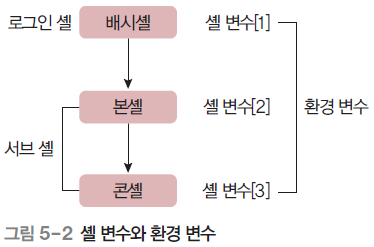 로그인 셸 배시셸 셸 변수[1]
본셸 셸 변수[2] 환경 변수
서브 셸
콘셸 셸 변수[3]
그림 5-2 셸 변수와 환경 변수